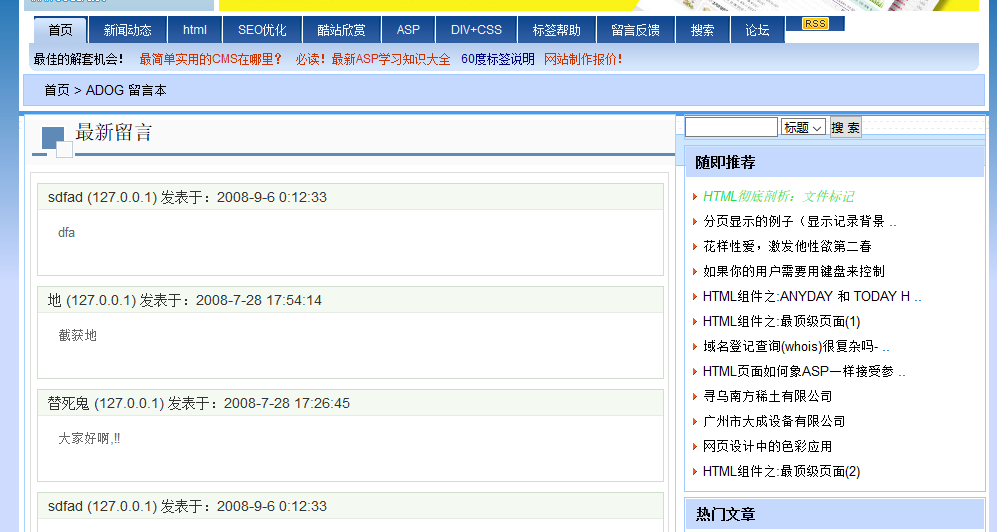 首页 新闻动态 html SEO优化 酷站欣赏 ASP DIV+CSS 标签帮助 留言反馈 搜索 论坛 RSS
最佳的解套机会! 最简单实用的CMS在哪里? 必读!最新ASP学习知识大全 60度标签说明 网站制作报价!
首页 > ADOG 留言本
最新留言
sdfad (127.0.0.1) 发表于：2008-9-6 0:12:33
dfa
地 (127.0.0.1) 发表于：2008-7-28 17:54:14
截获地
替死鬼 (127.0.0.1) 发表于：2008-7-28 17:26:45
大家好啊,!!
sdfad (127.0.0.1) 发表于：2008-9-6 0:12:33
标题 搜 索
随即推荐
HTML彻底剖析：文件标记
分页显示的例子（显示记录背景 ..
花样性爱，激发他性欲第二春
如果你的用户需要用键盘来控制
HTML组件之:ANYDAY 和 TODAY H ..
HTML组件之:最顶级页面(1)
域名登记查询(whois)很复杂吗- ..
HTML页面如何象ASP一样接受参 ..
寻乌南方稀土有限公司
广州市大成设备有限公司
网页设计中的色彩应用
HTML组件之:最顶级页面(2)
热门文章